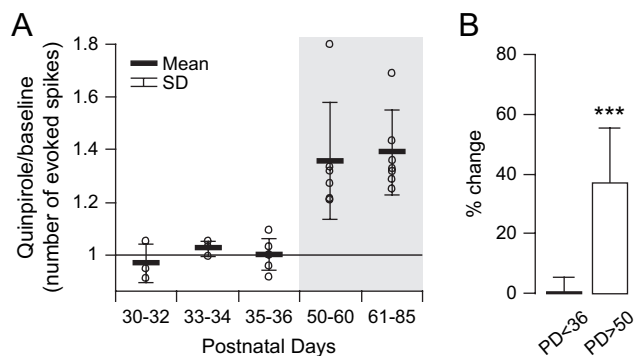 A
Quinpirole/baseline
(number of evoked spikes)
1.8
1.6
1.4
1.2
1
Mean
SD
30-32
33-34
35-36
50-60
61-85
Postnatal Days
B
% change
80
60
40
20
0
***
PD<36
PD>50